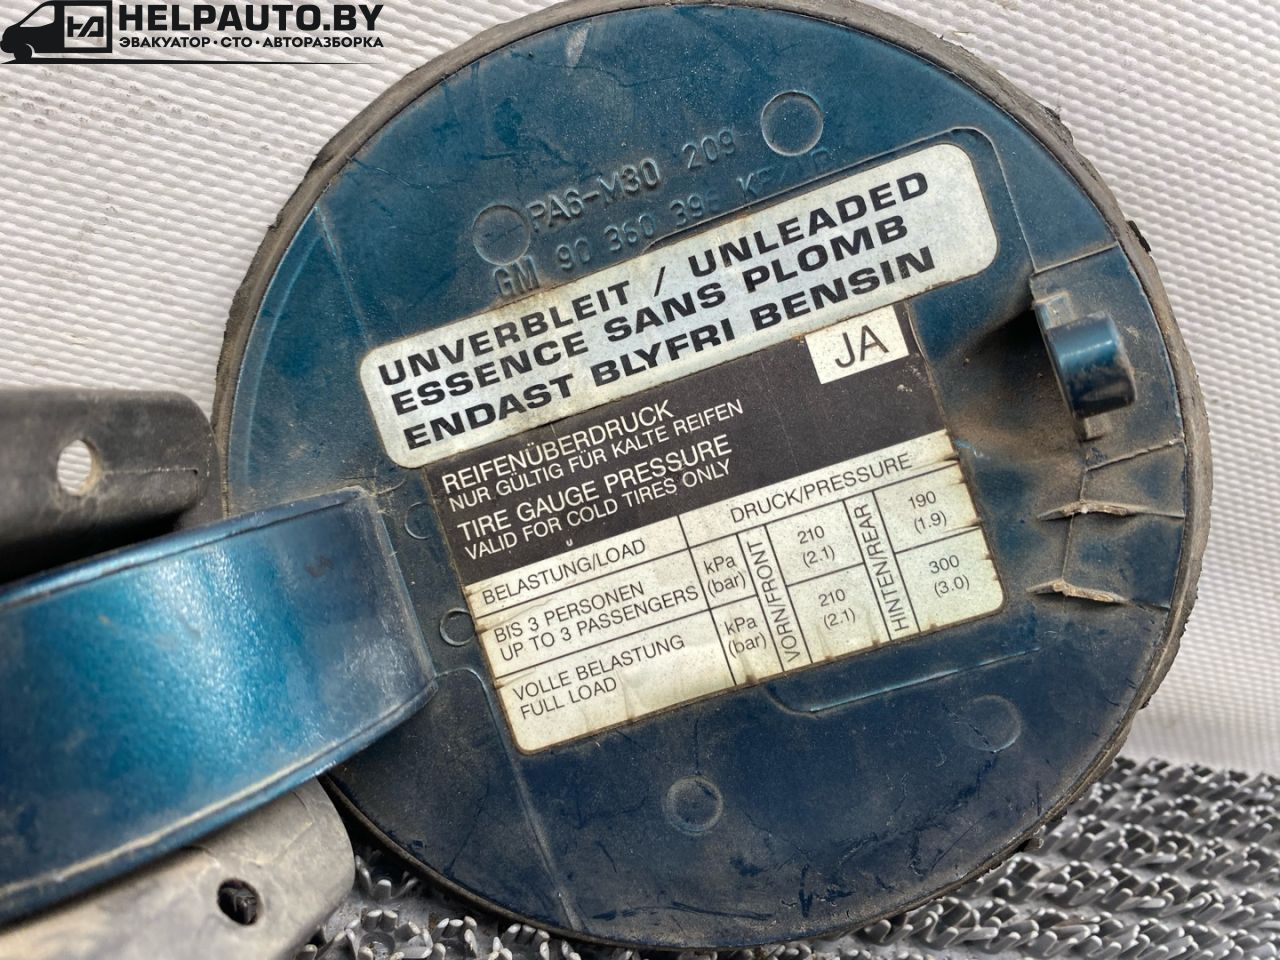 HELPAUTO.BY
ЭВАКУАТОР · СТО · АВТОРАЗБОРКА
PA6-M30 209
GM 90 360 396
UNVERBLEIT / UNLEADED
ESSENCE SANS PLOMB
ENDAST BLYFRI BENSIN
JA
REIFENÜBERDRUCK
NUR GÜLTIG FÜR KALTE REIFEN
TIRE GAUGE PRESSURE
VALID FOR COLD TIRES ONLY
BELASTUNG/LOAD DRUCK/PRESSURE
BIS 3 PERSONEN
UP TO 3 PASSENGERS
kPa
(bar)
VORN/FRONT
210
(2.1)
HINTEN/REAR
190
(1.9)
VOLLE BELASTUNG
FULL LOAD
kPa
(bar)
210
(2.1)
300
(3.0)